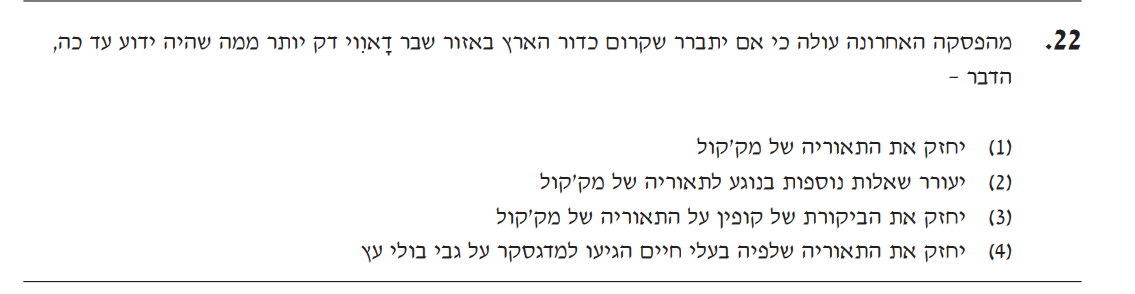 22. מהפסקה האחרונה עולה כי אם יתברר שקרום כדור הארץ באזור שבר דָאווִי דק יותר ממה שהיה ידוע עד כה,
הדבר –
(1) יחזק את התאוריה של מק'קול
(2) יעורר שאלות נוספות בנוגע לתאוריה של מק'קול
(3) יחזק את הביקורת של קופין על התאוריה של מק'קול
(4) יחזק את התאוריה שלפיה בעלי חיים הגיעו למדגסקר על גבי בולי עץ